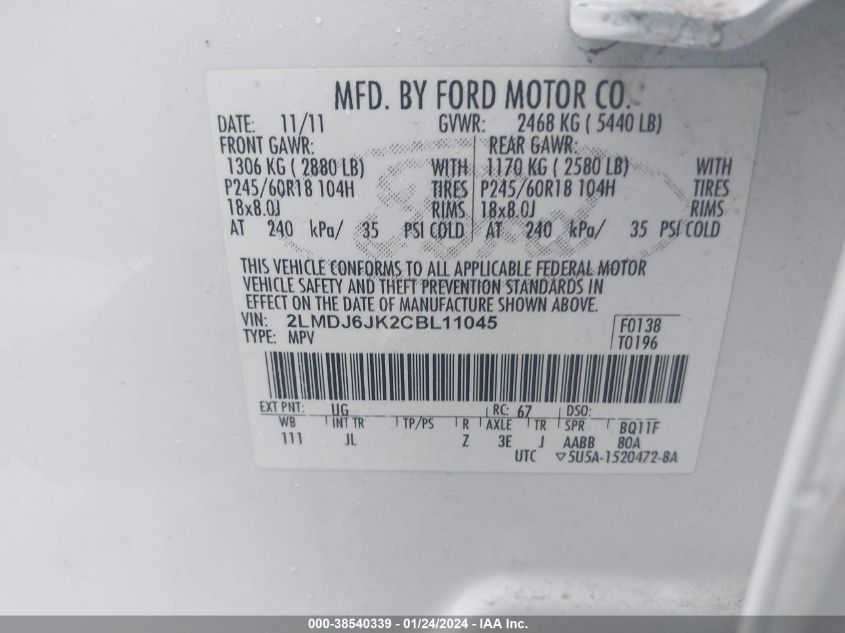 MFD. BY FORD MOTOR CO.
DATE: 11/11 GVWR: 2468 KG ( 5440 LB)
FRONT GAWR: REAR GAWR:
1306 KG ( 2880 LB) WITH 1170 KG ( 2580 LB) WITH
P245/60R18 104H TIRES P245/60R18 104H TIRES
18x8.0J RIMS 18x8.0J RIMS
AT 240 kPa/ 35 PSI COLD AT 240 kPa/ 35 PSI COLD
THIS VEHICLE CONFORMS TO ALL APPLICABLE FEDERAL MOTOR
VEHICLE SAFETY AND THEFT PREVENTION STANDARDS IN
EFFECT ON THE DATE OF MANUFACTURE SHOWN ABOVE.
VIN: 2LMDJ6JK2CBL11045 F0138
TYPE: MPV T0196
EXT PNT: UG RC: 67 DSO:
WB INT TR TP/PS R AXLE TR SPR BQ11F
111 JL Z 3E J AABB 80A
UTC ▽5U5A-1520472-BA
000-38540339 - 01/24/2024 - IAA Inc.